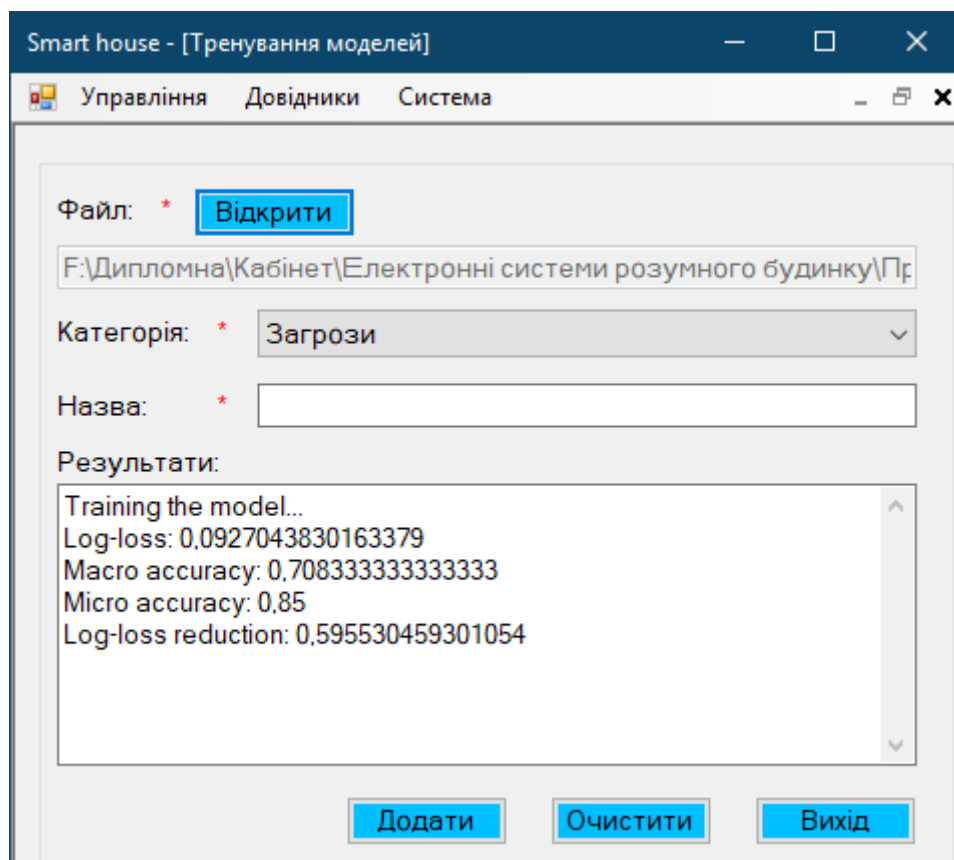 Smart house - [Тренування моделей]
Управління Довідники Система
Файл: * Відкрити
F:\Дипломна\Кабінет\Електронні системи розумного будинку\Пр
Категорія: * Загрози
Назва: *
Результати:
Training the model...
Log-loss: 0,0927043830163379
Macro accuracy: 0,708333333333333
Micro accuracy: 0,85
Log-loss reduction: 0,595530459301054
Додати Очистити Вихід